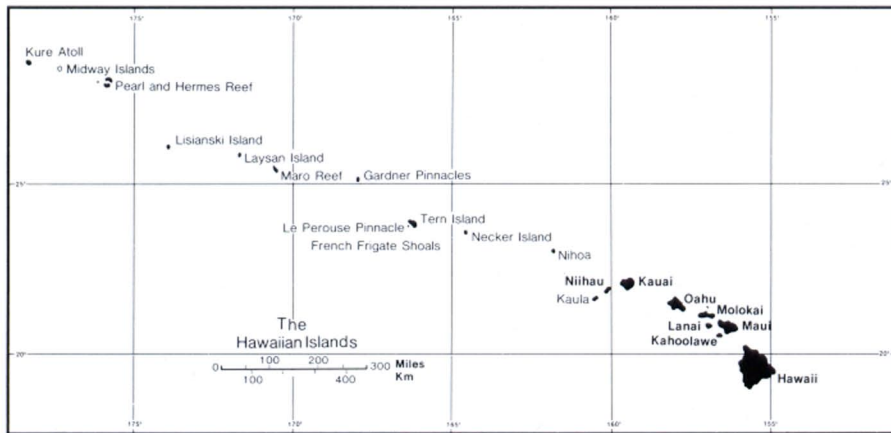 175°
170°
165°
160°
155°
Kure Atoll
Midway Islands
Pearl and Hermes Reef
Lisianski Island
Laysan Island
Maro Reef
Gardner Pinnacles
25°
25°
Tern Island
Le Perouse Pinnacle
French Frigate Shoals
Necker Island
Nihoa
Niihau
Kauai
Kaula
Oahu
Molokai
Lanai
Maui
Kahoolawe
Hawaii
The
Hawaiian Islands
0 100 200 300 Miles
100 400 Km
20°
20°
175°
170°
165°
160°
155°